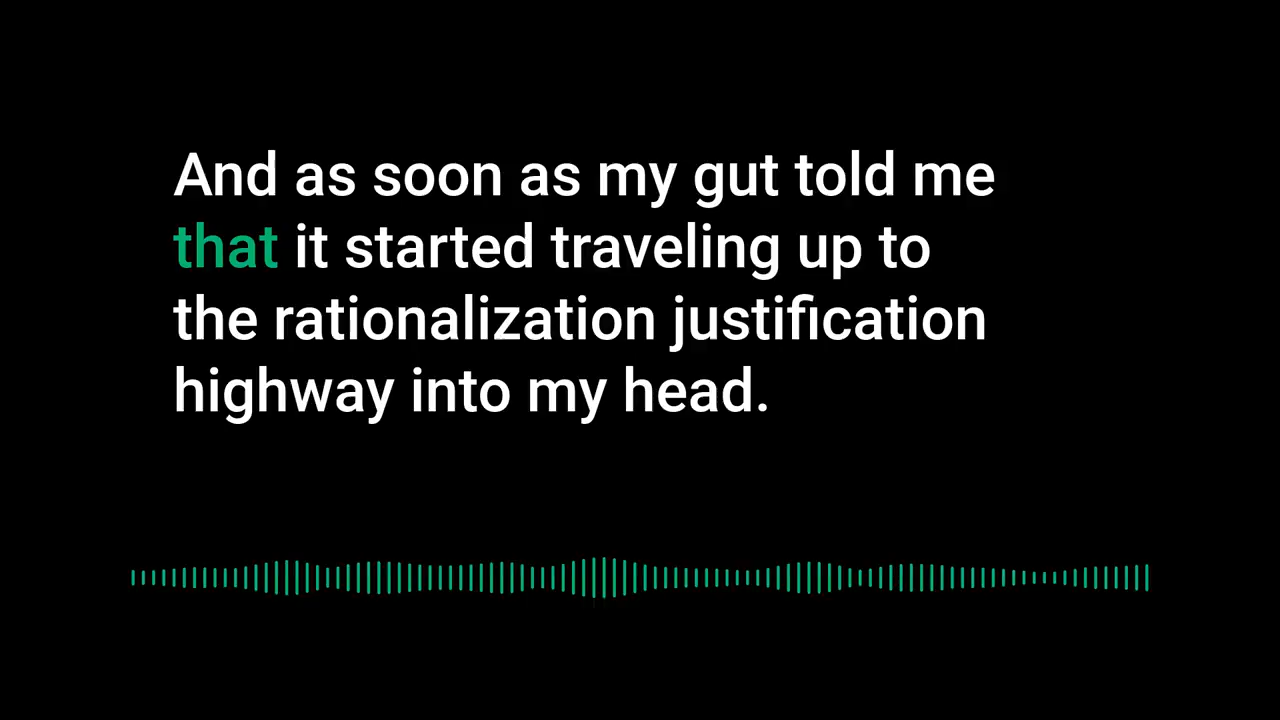 And as soon as my gut told me
that it started traveling up to
the rationalization justification
highway into my head.